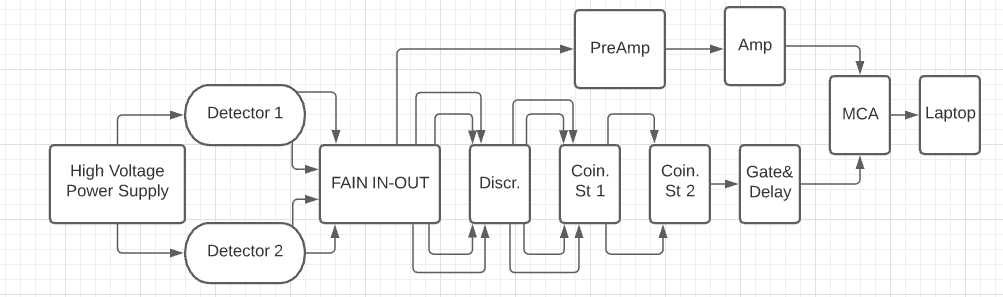 PreAmp
Amp
Detector 1
MCA
Laptop
High Voltage
Power Supply
FAIN IN-OUT
Discr.
Coin.
St 1
Coin.
St 2
Gate&
Delay
Detector 2